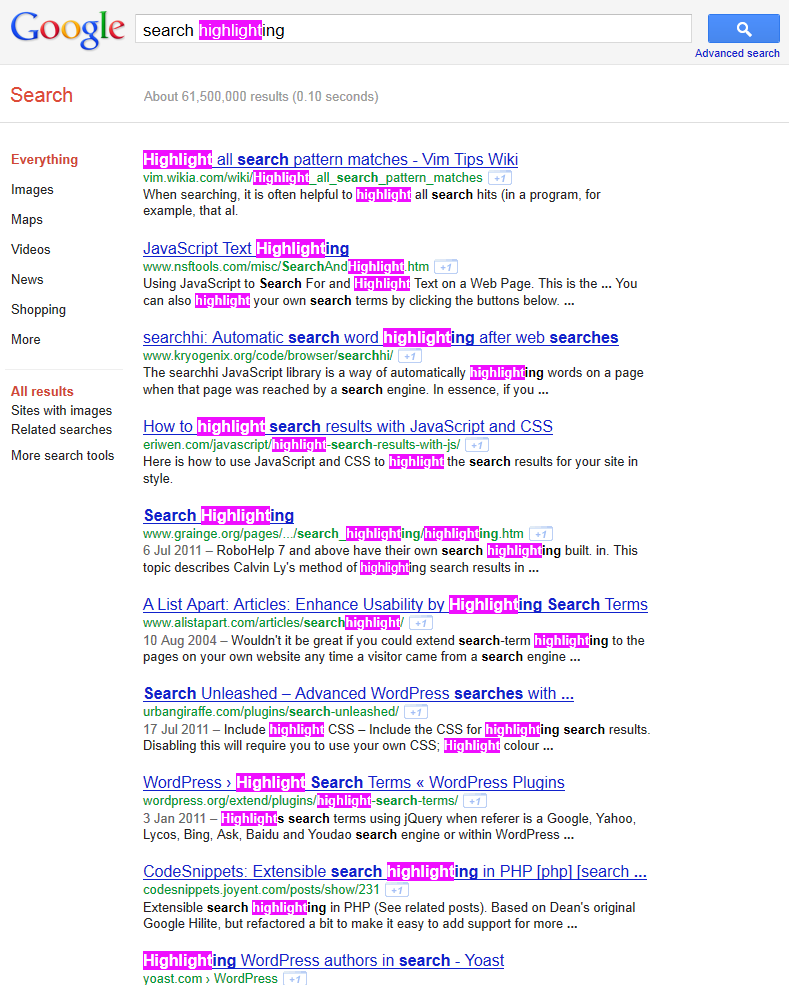 Google
search highlighting
Advanced search
Search
About 61,500,000 results (0.10 seconds)
Everything
Images
Maps
Videos
News
Shopping
More
All results
Sites with images
Related searches
More search tools
Highlight all search pattern matches - Vim Tips Wiki
vim.wikia.com/wiki/Highlight_all_search_pattern_matches +1
When searching, it is often helpful to highlight all search hits (in a program, for
example, that al.
JavaScript Text Highlighting
www.nsftools.com/misc/SearchAndHighlight.htm +1
Using JavaScript to Search For and Highlight Text on a Web Page. This is the ... You
can also highlight your own search terms by clicking the buttons below. ...
searchhi: Automatic search word highlighting after web searches
www.kryogenix.org/code/browser/searchhi/ +1
The searchhi JavaScript library is a way of automatically highlighting words on a page
when that page was reached by a search engine. In essence, if you ...
How to highlight search results with JavaScript and CSS
eriwen.com/javascript/highlight-search-results-with-js/ +1
Here is how to use JavaScript and CSS to highlight the search results for your site in
style.
Search Highlighting
www.grainge.org/pages/.../search_highlighting/highlighting.htm +1
6 Jul 2011 – RoboHelp 7 and above have their own search highlighting built. in. This
topic describes Calvin Ly's method of highlighting search results in ...
A List Apart: Articles: Enhance Usability by Highlighting Search Terms
www.alistapart.com/articles/searchhighlight/ +1
10 Aug 2004 – Wouldn't it be great if you could extend search-term highlighting to the
pages on your own website any time a visitor came from a search engine ...
Search Unleashed – Advanced WordPress searches with ...
urbangiraffe.com/plugins/search-unleashed/ +1
17 Jul 2011 – Include highlight CSS – Include the CSS for highlighting search results.
Disabling this will require you to use your own CSS; Highlight colour ...
WordPress › Highlight Search Terms « WordPress Plugins
wordpress.org/extend/plugins/highlight-search-terms/ +1
3 Jan 2011 – Highlights search terms using jQuery when referer is a Google, Yahoo,
Lycos, Bing, Ask, Baidu and Youdao search engine or within WordPress ...
CodeSnippets: Extensible search highlighting in PHP [php] [search ...
codesnippets.joyent.com/posts/show/231 +1
Extensible search highlighting in PHP (See related posts). Based on Dean's original
Google Hilite, but refactored a bit to make it easy to add support for more ...
Highlighting WordPress authors in search - Yoast
yoast.com › WordPress +1